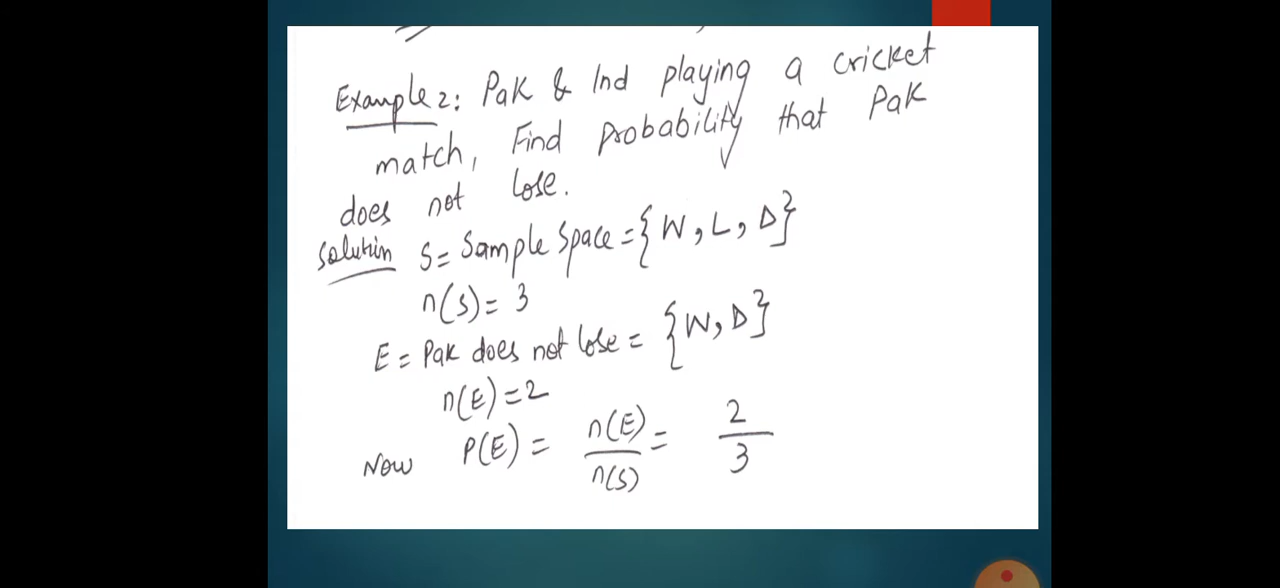 Example 2: Pak & Ind playing a cricket
match, Find probability that Pak
does not lose.
Solution S = Sample Space = {W, L, D}
n(S) = 3
E = Pak does not lose = {W, D}
n(E) = 2
Now P(E) = n(E)/n(S) = 2/3